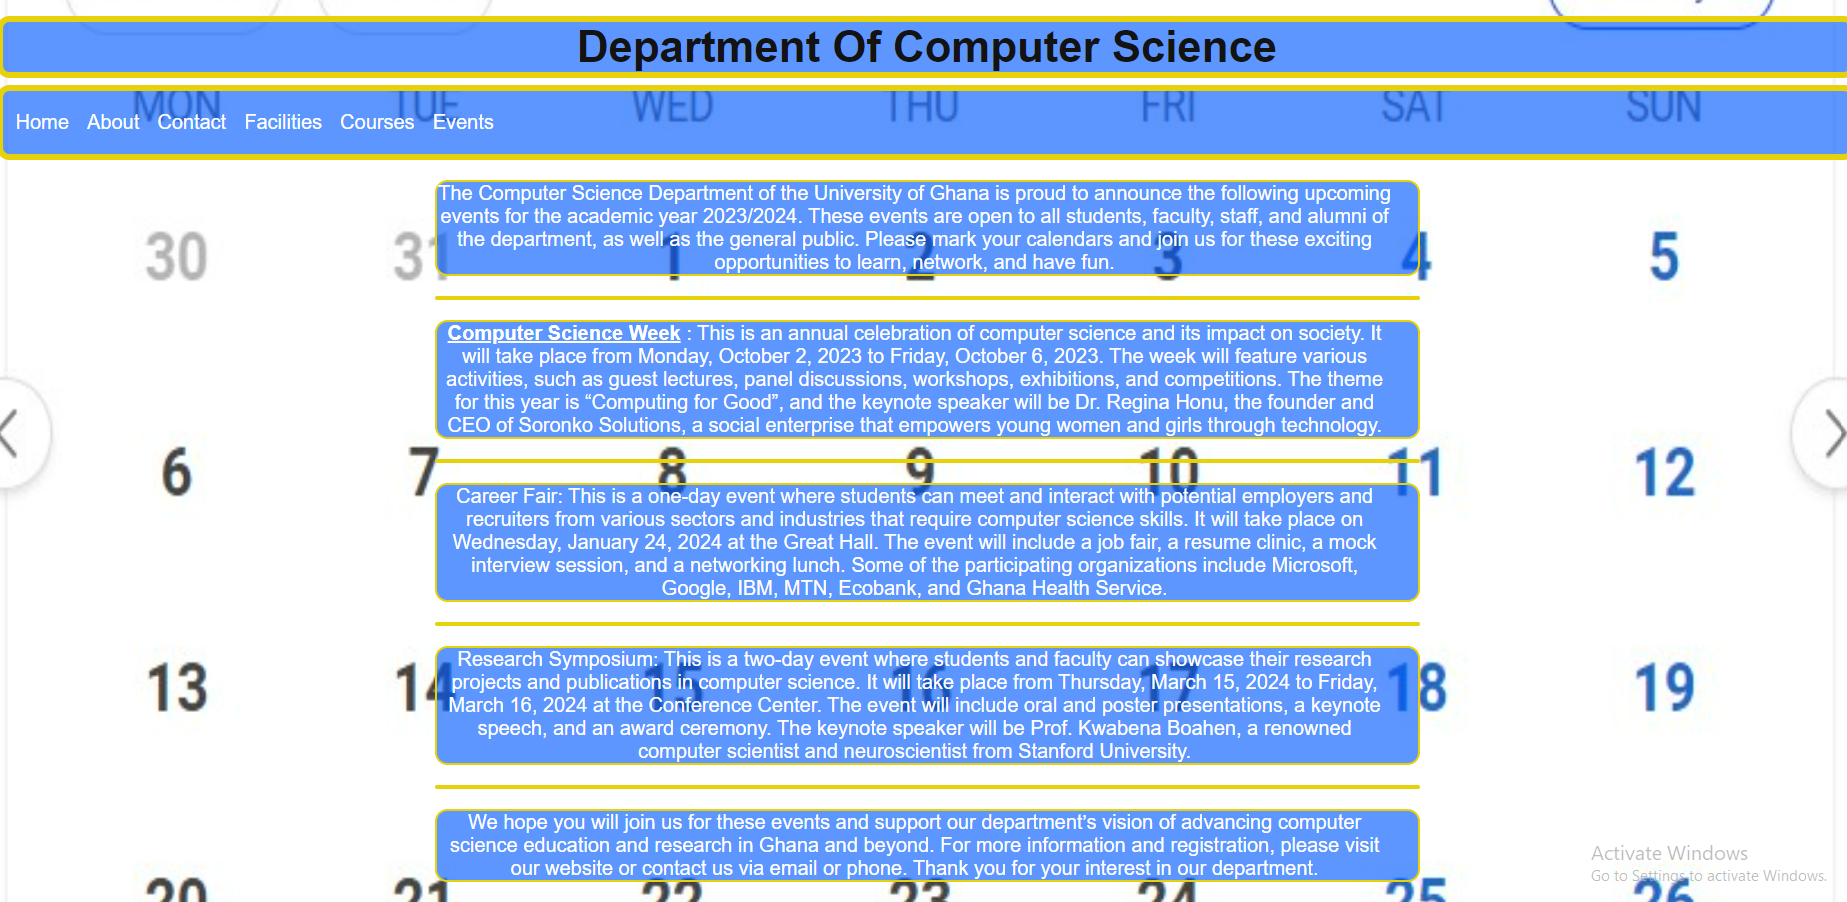 Department Of Computer Science
MON TUE WED THU FRI SAT SUN
Home About Contact Facilities Courses Events
The Computer Science Department of the University of Ghana is proud to announce the following upcoming
events for the academic year 2023/2024. These events are open to all students, faculty, staff, and alumni of
the department, as well as the general public. Please mark your calendars and join us for these exciting
opportunities to learn, network, and have fun.
30 31 1 2 3 4 5
Computer Science Week : This is an annual celebration of computer science and its impact on society. It
will take place from Monday, October 2, 2023 to Friday, October 6, 2023. The week will feature various
activities, such as guest lectures, panel discussions, workshops, exhibitions, and competitions. The theme
for this year is “Computing for Good”, and the keynote speaker will be Dr. Regina Honu, the founder and
CEO of Soronko Solutions, a social enterprise that empowers young women and girls through technology.
6 7 8 9 10 11 12
Career Fair: This is a one-day event where students can meet and interact with potential employers and
recruiters from various sectors and industries that require computer science skills. It will take place on
Wednesday, January 24, 2024 at the Great Hall. The event will include a job fair, a resume clinic, a mock
interview session, and a networking lunch. Some of the participating organizations include Microsoft,
Google, IBM, MTN, Ecobank, and Ghana Health Service.
Research Symposium: This is a two-day event where students and faculty can showcase their research
projects and publications in computer science. It will take place from Thursday, March 15, 2024 to Friday,
March 16, 2024 at the Conference Center. The event will include oral and poster presentations, a keynote
speech, and an award ceremony. The keynote speaker will be Prof. Kwabena Boahen, a renowned
computer scientist and neuroscientist from Stanford University.
13 14 15 16 17 18 19
We hope you will join us for these events and support our department’s vision of advancing computer
science education and research in Ghana and beyond. For more information and registration, please visit
our website or contact us via email or phone. Thank you for your interest in our department.
20 21 22 23 24 25 26
Activate Windows
Go to Settings to activate Windows.